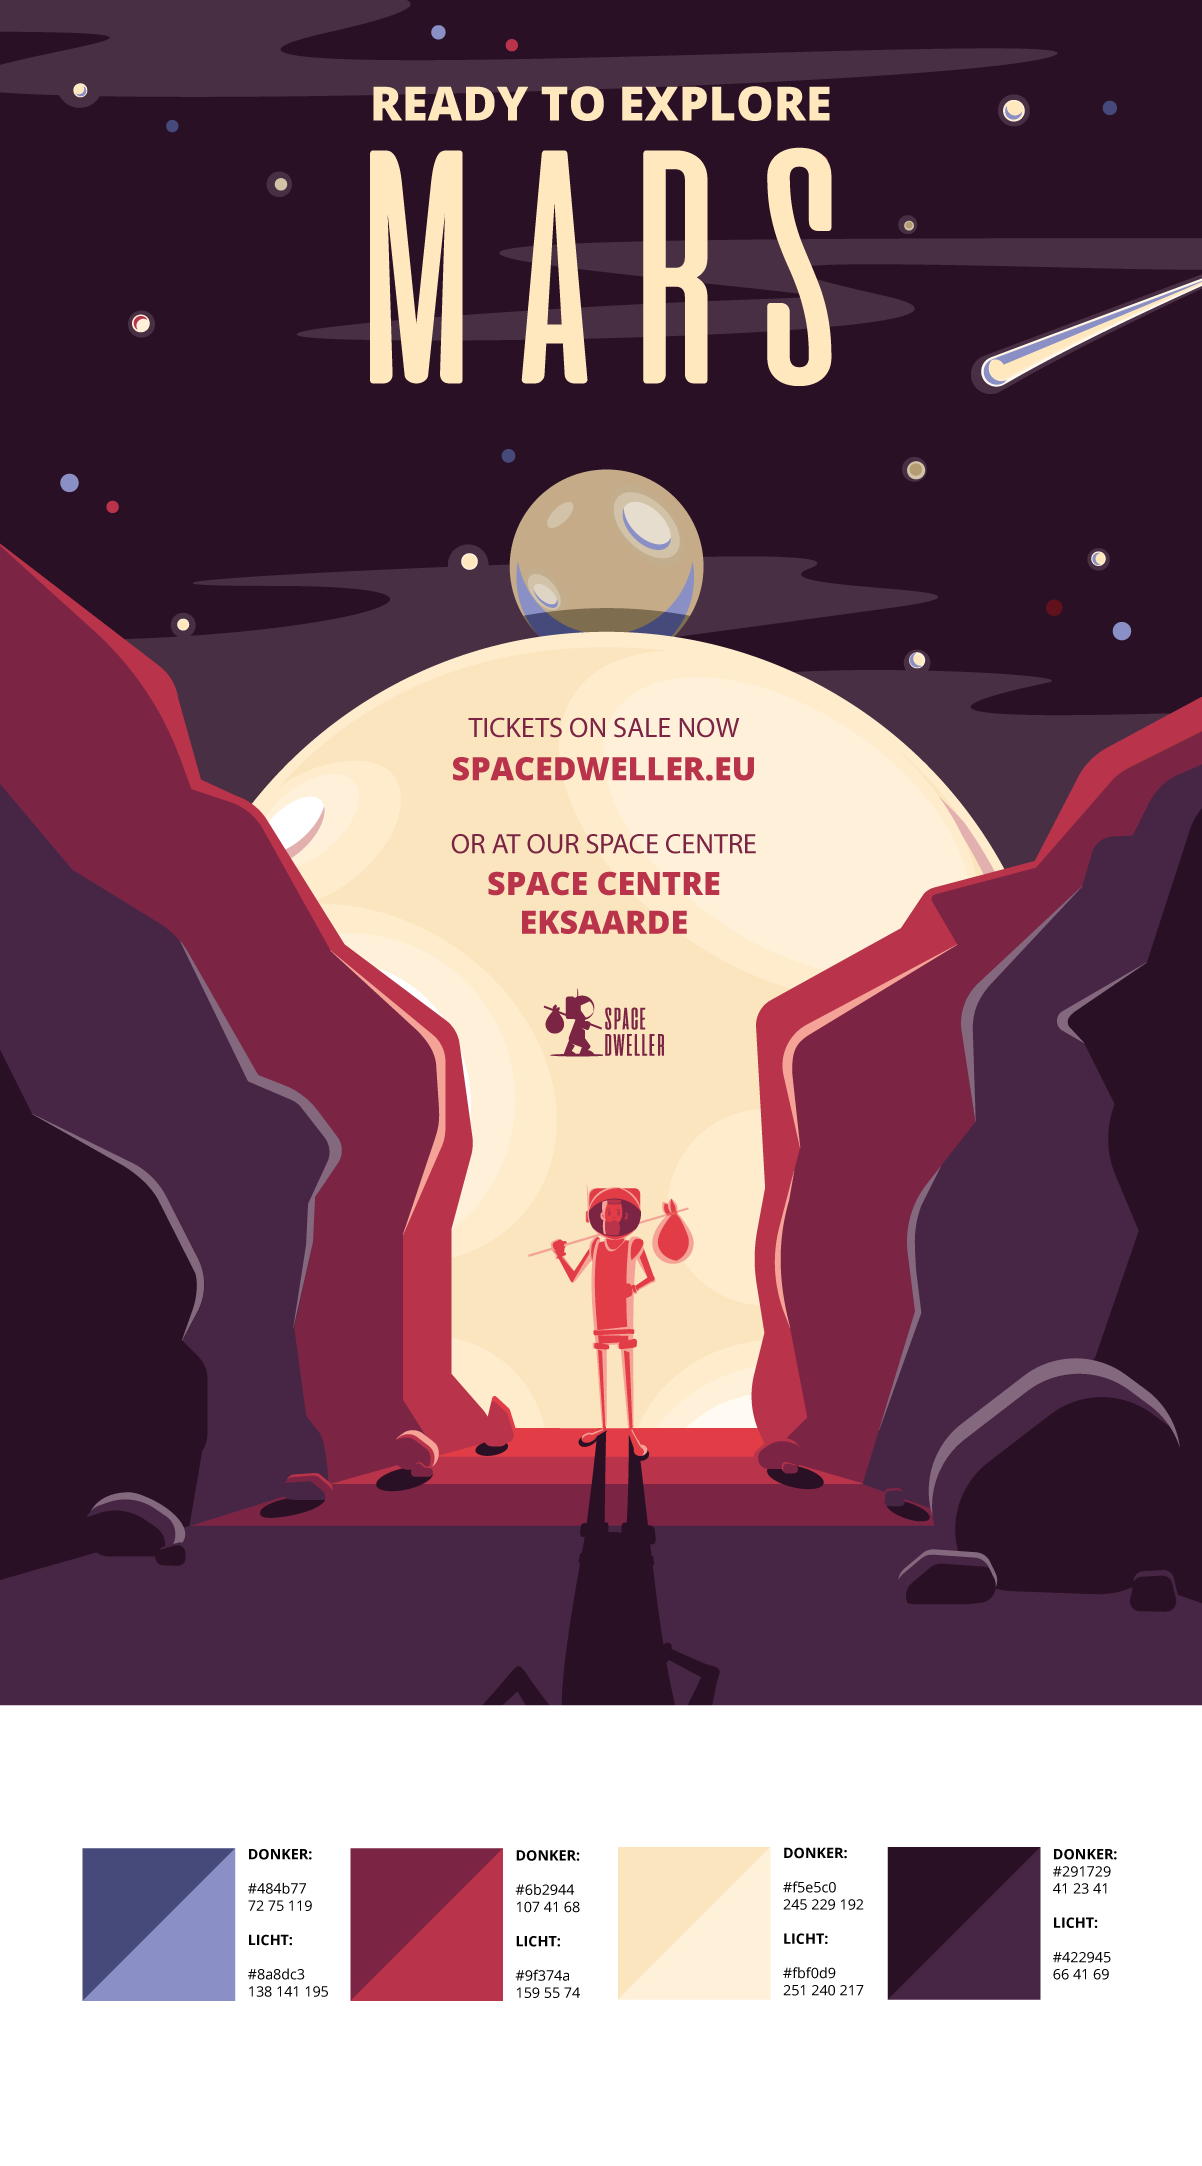 READY TO EXPLORE
MARS
TICKETS ON SALE NOW
SPACEDWELLER.EU
OR AT OUR SPACE CENTRE
SPACE CENTRE
EKSAARDE
SPACE
DWELLER
DONKER:
#484b77
72 75 119
LICHT:
#8a8dc3
138 141 195
DONKER:
#6b2944
107 41 68
LICHT:
#9f374a
159 55 74
DONKER:
#f5e5c0
245 229 192
LICHT:
#fbf0d9
251 240 217
DONKER:
#291729
41 23 41
LICHT:
#422945
66 41 69